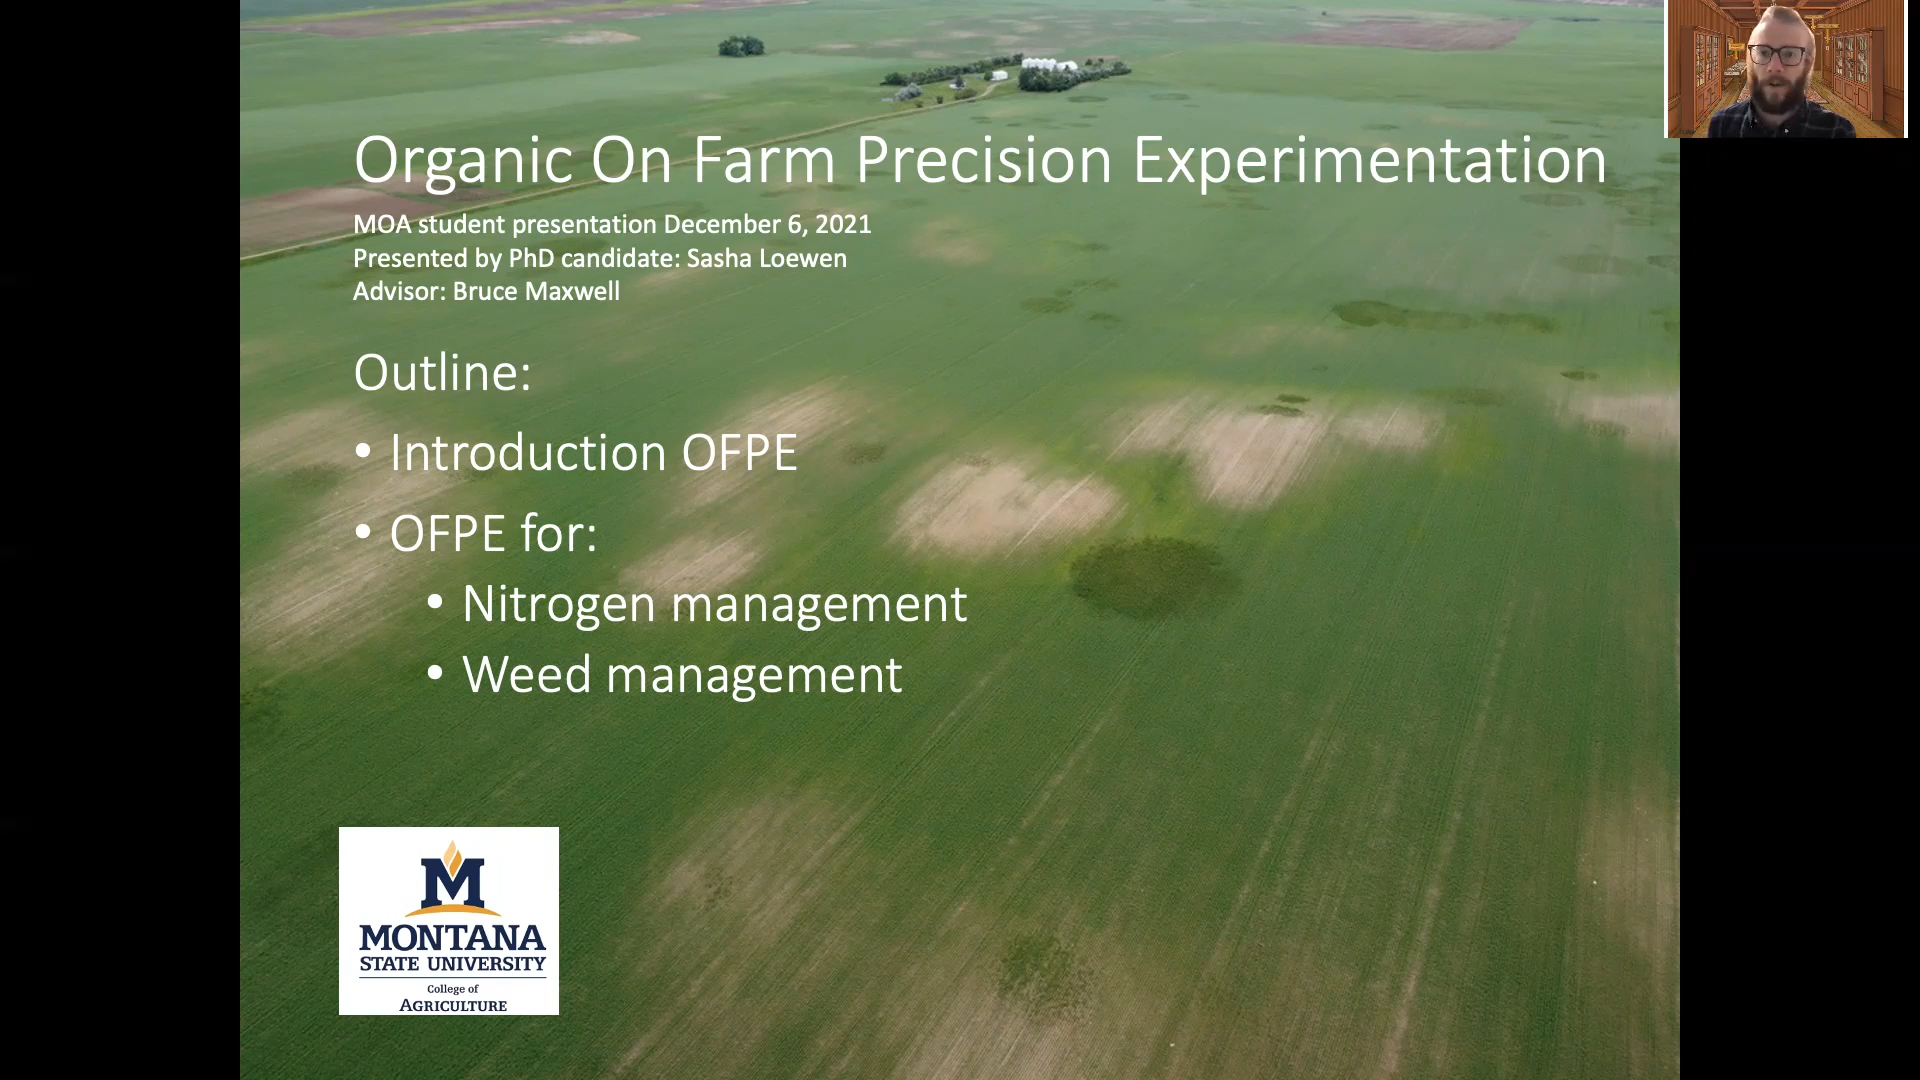 Organic On Farm Precision Experimentation
MOA student presentation December 6, 2021
Presented by PhD candidate: Sasha Loewen
Advisor: Bruce Maxwell
Outline:
• Introduction OFPE
• OFPE for:
• Nitrogen management
• Weed management
M
MONTANA
STATE UNIVERSITY
College of
AGRICULTURE